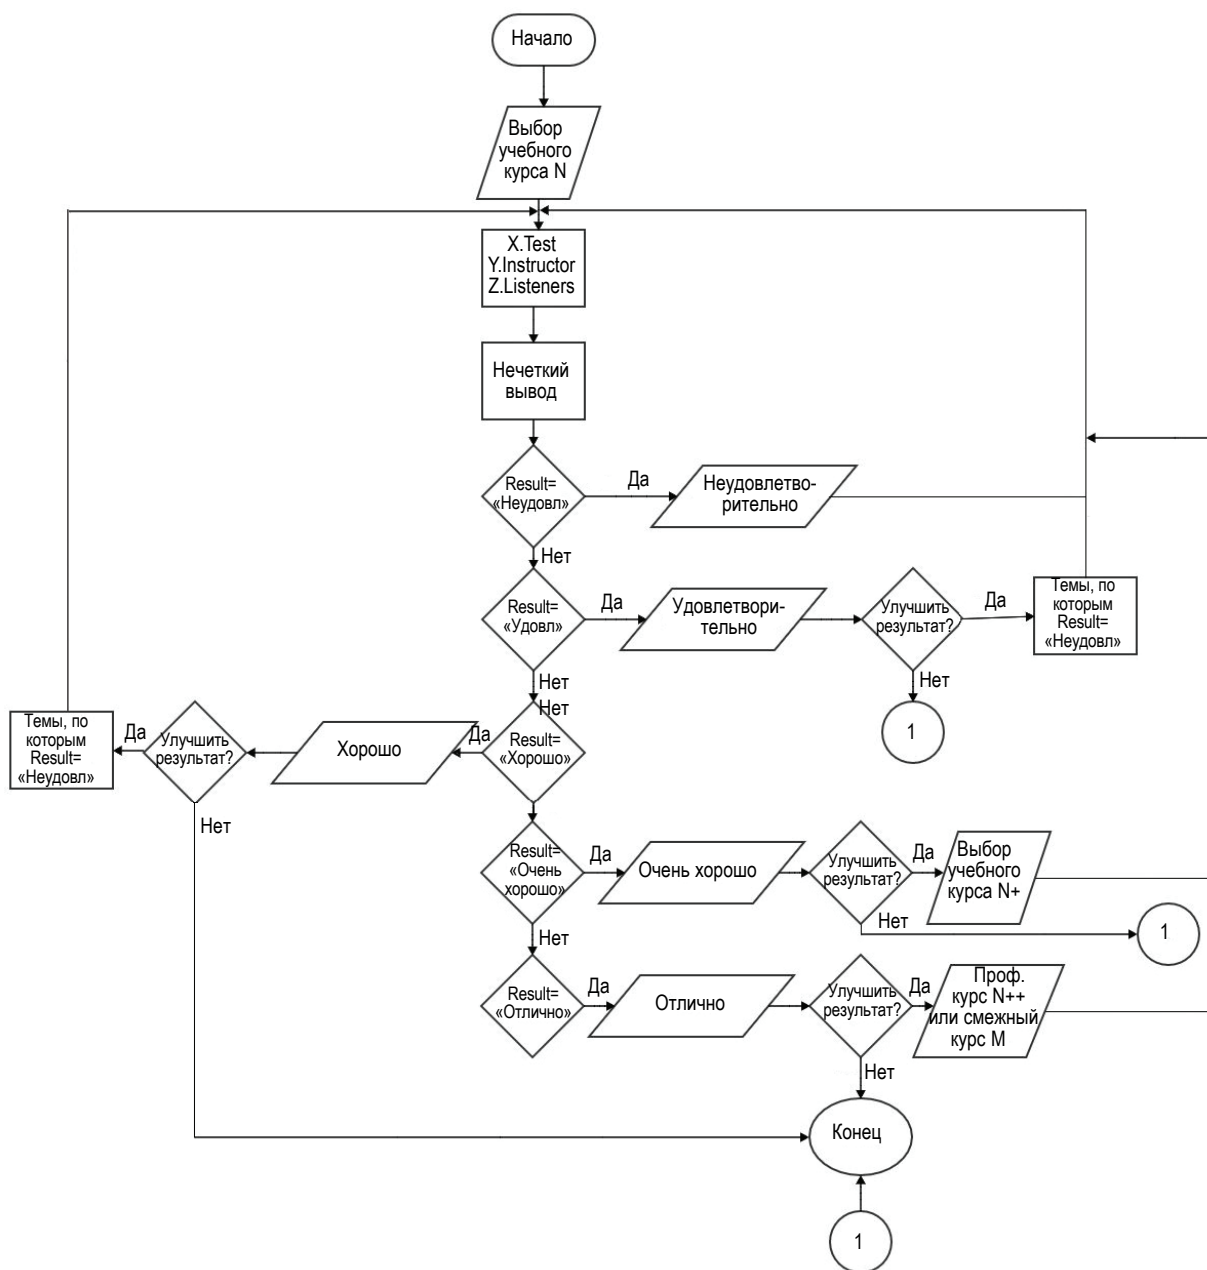 Начало
Выбор
учебного
курса N
X.Test
Y.Instructor
Z.Listeners
Нечеткий
вывод
Result=
«Неудовл»
Да
Неудовлетво-
рительно
Нет
Result=
«Удовл»
Да
Удовлетвори-
тельно
Улучшить
результат?
Да
Темы, по
которым
Result=
«Неудовл»
Нет
1
Нет
Нет
Result=
«Хорошо»
Да
Хорошо
Улучшить
результат?
Да
Темы, по
которым
Result=
«Неудовл»
Нет
Result=
«Очень
хорошо»
Да
Очень хорошо
Улучшить
результат?
Да
Выбор
учебного
курса N+
Нет
1
Нет
Result=
«Отлично»
Да
Отлично
Улучшить
результат?
Да
Проф.
курс N++
или смежный
курс M
Нет
Конец
1